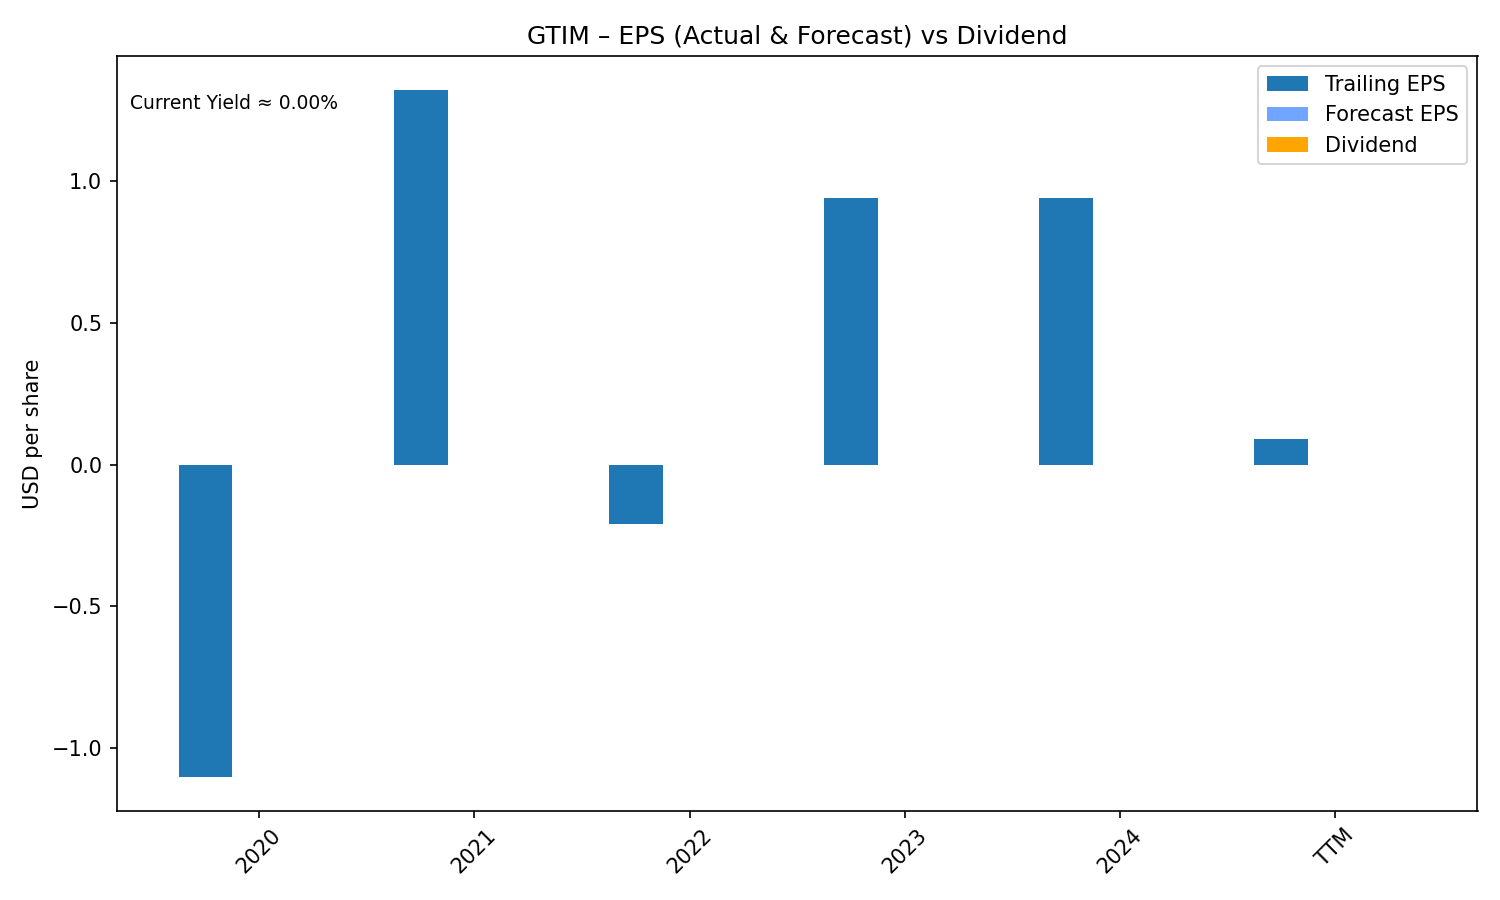 GTIM – EPS (Actual & Forecast) vs Dividend
Current Yield ≈ 0.00%
Trailing EPS
Forecast EPS
Dividend
USD per share
1.0
0.5
0.0
−0.5
−1.0
2020
2021
2022
2023
2024
TTM